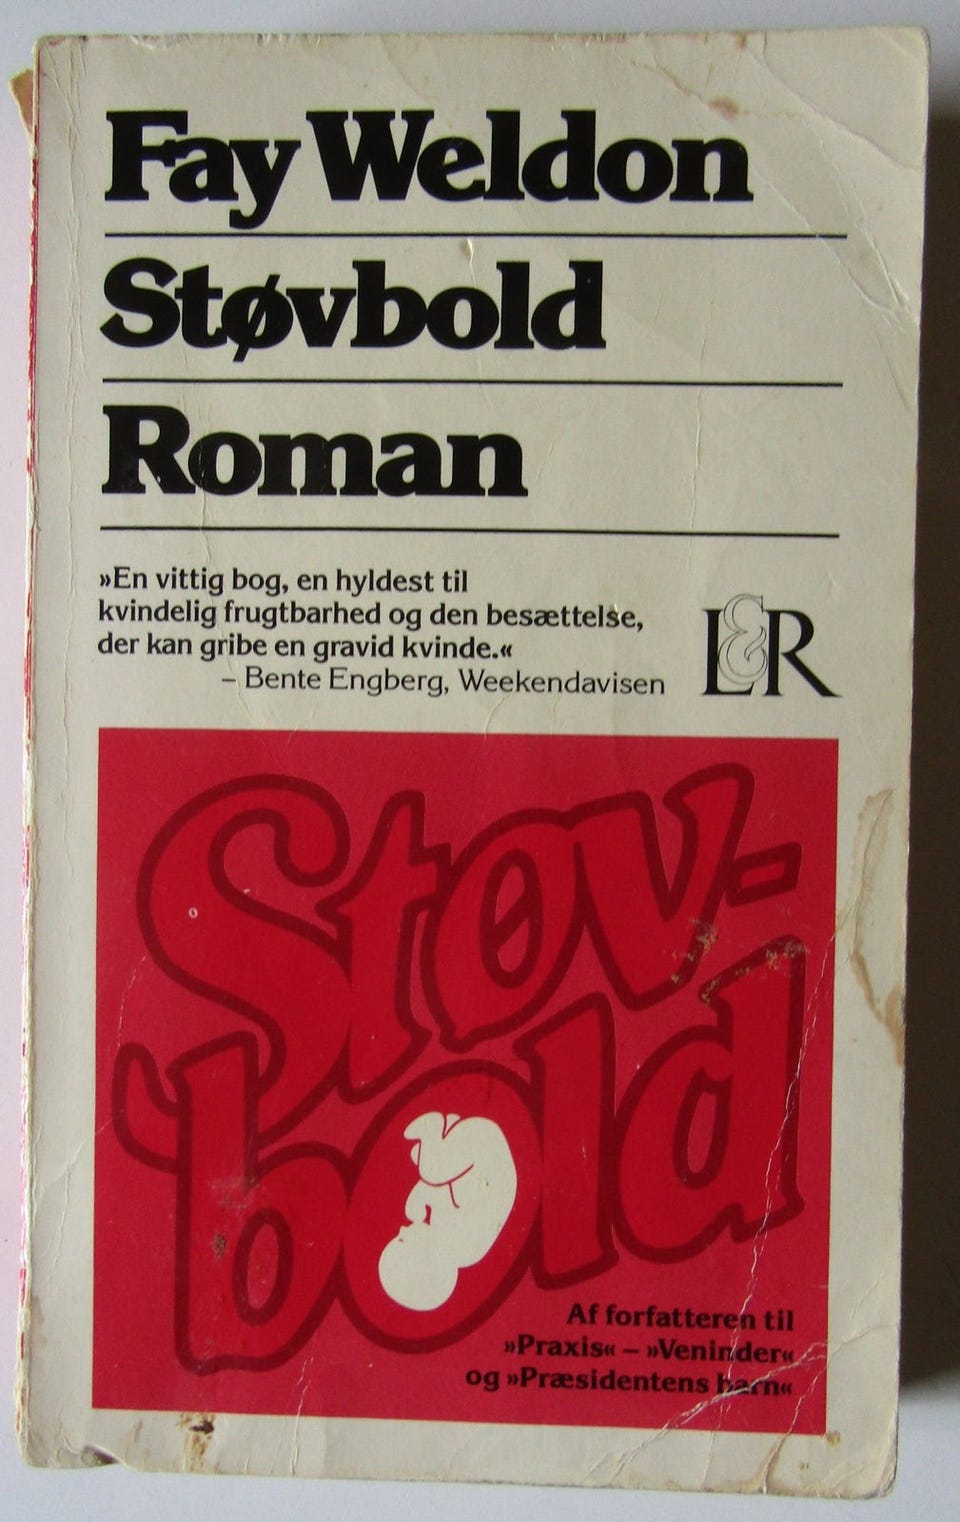 Fay Weldon
Støvbold
Roman
»En vittig bog, en hyldest til
kvindelig frugtbarhed og den besættelse,
der kan gribe en gravid kvinde.«
– Bente Engberg, Weekendavisen
L&R
Støv-
bold
Af forfatteren til
»Praxis« – »Veninder«
og »Præsidentens barn«